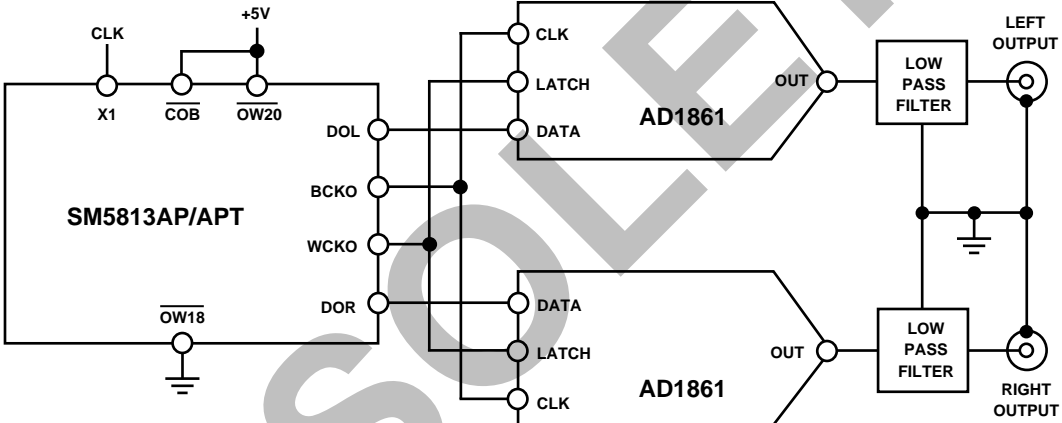 +5V
CLK
X1
COB
OW20
SM5813AP/APT
DOL
BCKO
WCKO
DOR
OW18
CLK
LATCH
DATA
AD1861
OUT
LOW
PASS
FILTER
LEFT
OUTPUT
DATA
LATCH
CLK
AD1861
OUT
LOW
PASS
FILTER
RIGHT
OUTPUT